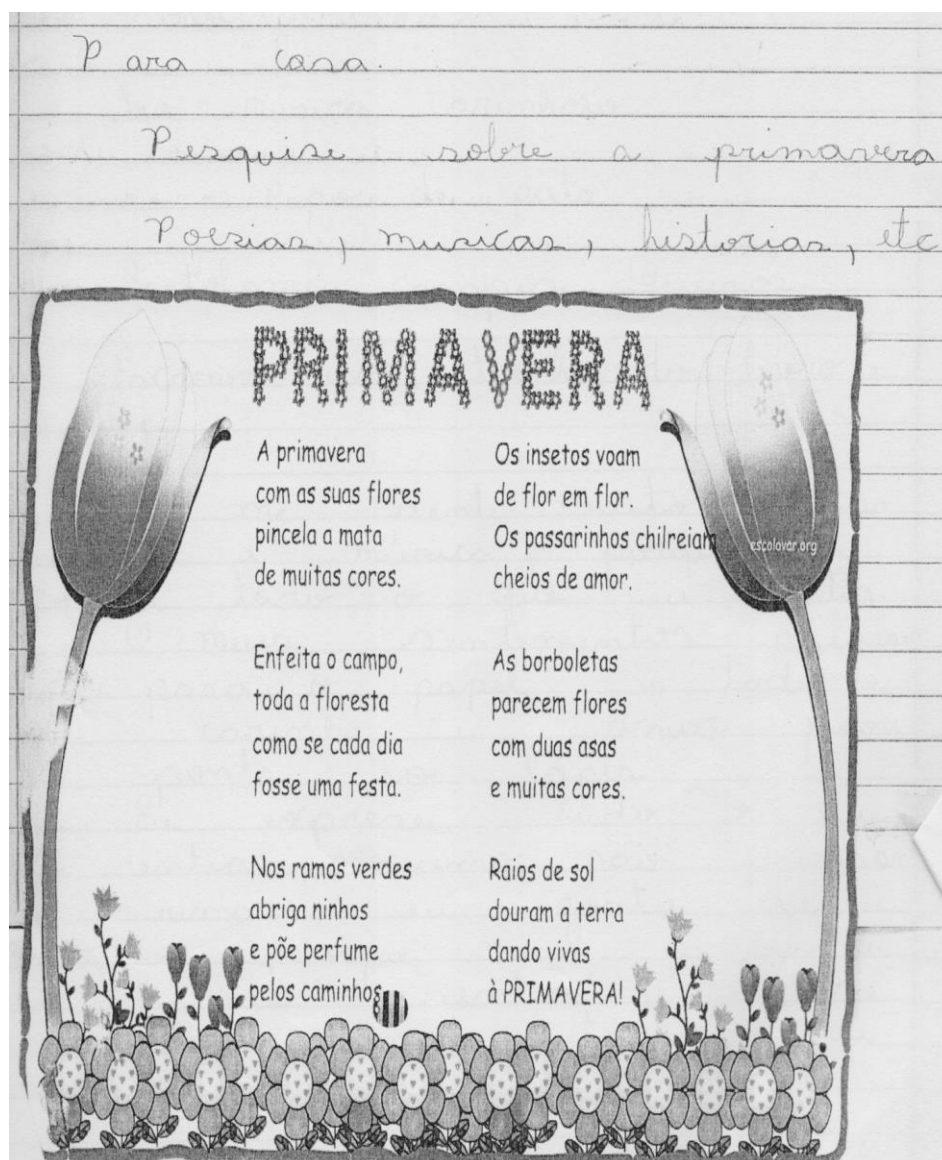 Para casa.
Pesquise sobre a primavera
Poesias, musicas, historias, etc
PRIMAVERA
A primavera
com as suas flores
pincela a mata
de muitas cores.
Enfeita o campo,
toda a floresta
como se cada dia
fosse uma festa.
Nos ramos verdes
abriga ninhos
e põe perfume
pelos caminhos
Os insetos voam
de flor em flor.
Os passarinhos chilreiam
cheios de amor.
As borboletas
parecem flores
com duas asas
e muitas cores.
Raios de sol
douram a terra
dando vivas
à PRIMAVERA!
escolovar.org